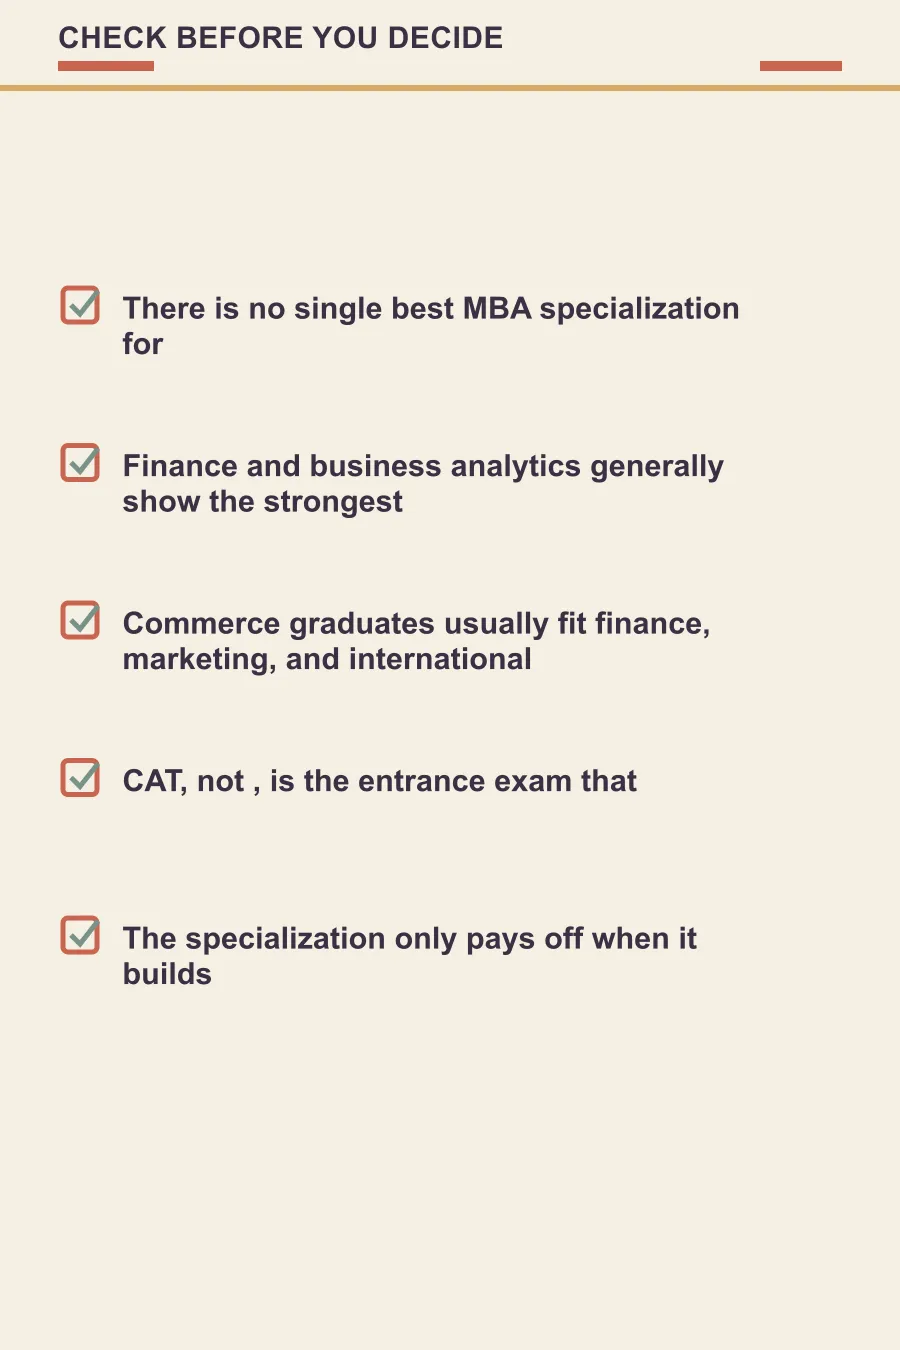 CHECK BEFORE YOU DECIDE
There is no single best MBA specialization
for
Finance and business analytics generally
show the strongest
Commerce graduates usually fit finance,
marketing, and international
CAT, not , is the entrance exam that
The specialization only pays off when it
builds